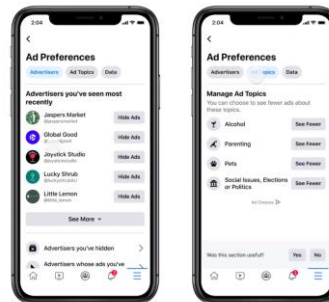 2:04
Ad Preferences
Advertisers Ad Topics Data
Advertisers you've seen most
recently
Jaspers Market
Hide Ads
Global Good
Hide Ads
Joystick Studio
Hide Ads
Lucky Shrub
Hide Ads
Little Lemon
Hide Ads
See More
Advertisers you've hidden
Advertisers whose ads you've
2:04
Ad Preferences
Advertisers Data
Manage Ad Topics
You can choose to see fewer ads about
these topics.
Alcohol See Fewer
Parenting See Fewer
Pets See Fewer
Social Issues, Elections
or Politics
See Fewer
Ad Choices
Was this section useful? Yes No